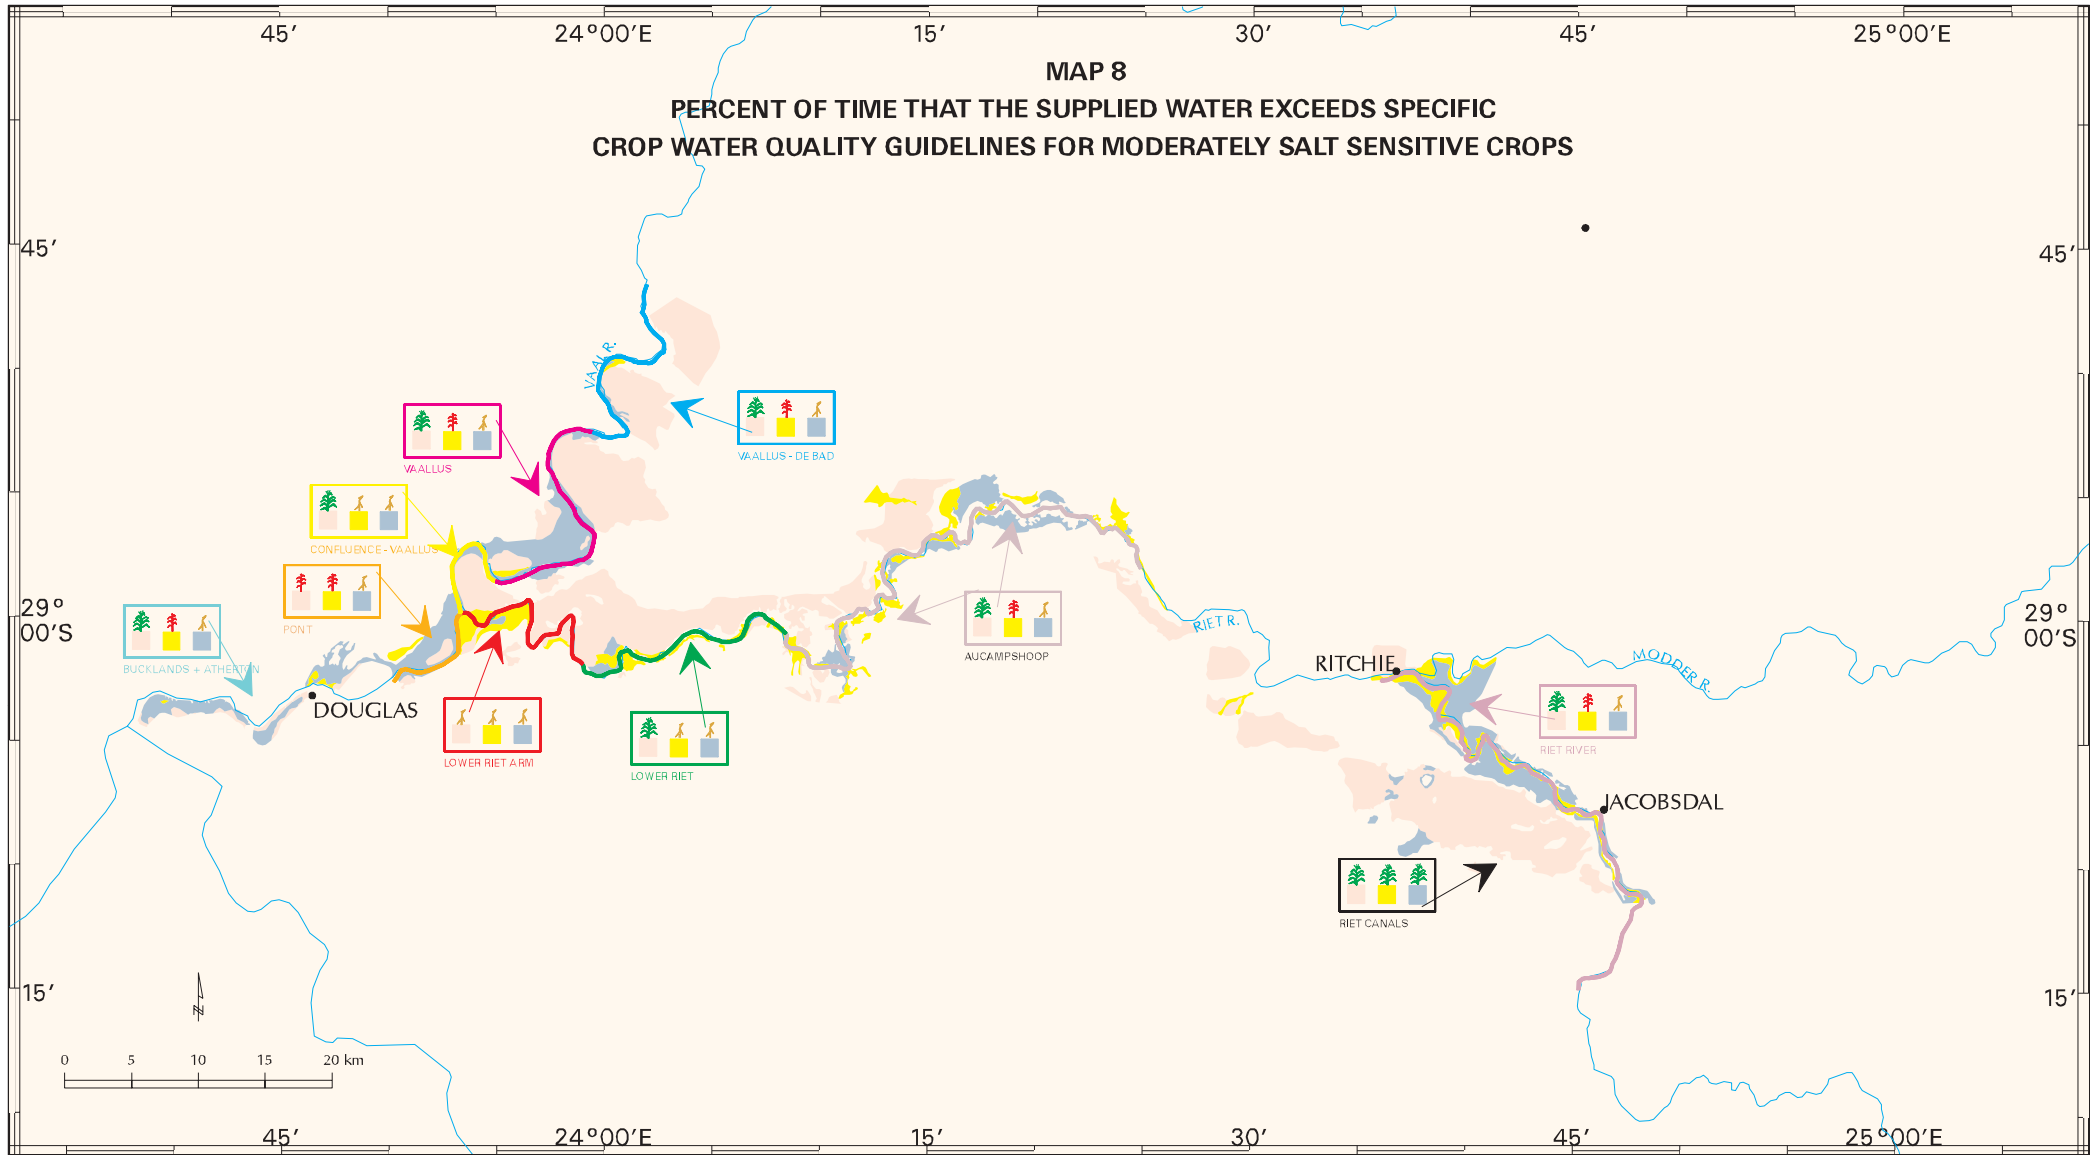 45′ 24°00′E 15′ 30′ 45′ 25°00′E
MAP 8
PERCENT OF TIME THAT THE SUPPLIED WATER EXCEEDS SPECIFIC
CROP WATER QUALITY GUIDELINES FOR MODERATELY SALT SENSITIVE CROPS
45′ 45′
VAAL R.
VAALLUS - DE BAD
VAALLUS
CONFLUENCE - VAALLUS
29° 00′S
PONT
BUCKLANDS + ATHERTON
29° 00′S
RIET R.
AUCAMPSHOOP
RITCHIE
MODDER R.
DOUGLAS
LOWER RIET ARM
LOWER RIET
RIET RIVER
JACOBSDAL
RIET CANALS
15′ 15′
N
0 5 10 15 20 km
45′ 24°00′E 15′ 30′ 45′ 25°00′E